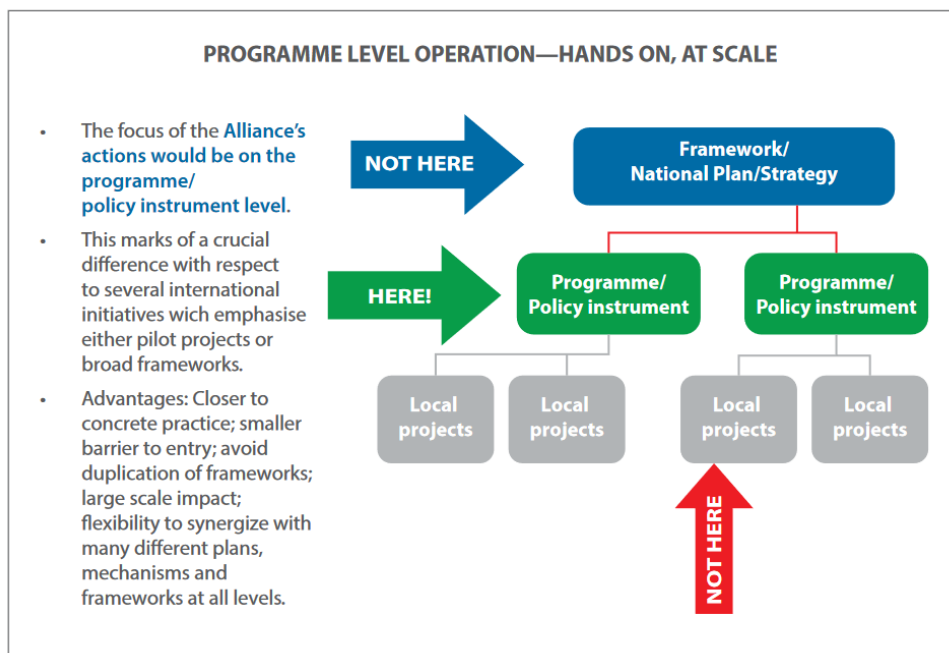 PROGRAMME LEVEL OPERATION—HANDS ON, AT SCALE
• The focus of the Alliance's
actions would be on the
programme/
policy instrument level.
• This marks of a crucial
difference with respect
to several international
initiatives wich emphasise
either pilot projects or
broad frameworks.
• Advantages: Closer to
concrete practice; smaller
barrier to entry; avoid
duplication of frameworks;
large scale impact;
flexibility to synergize with
many different plans,
mechanisms and
frameworks at all levels.
NOT HERE
Framework/
National Plan/Strategy
HERE!
Programme/
Policy instrument
Programme/
Policy instrument
Local
projects
Local
projects
Local
projects
Local
projects
NOT HERE